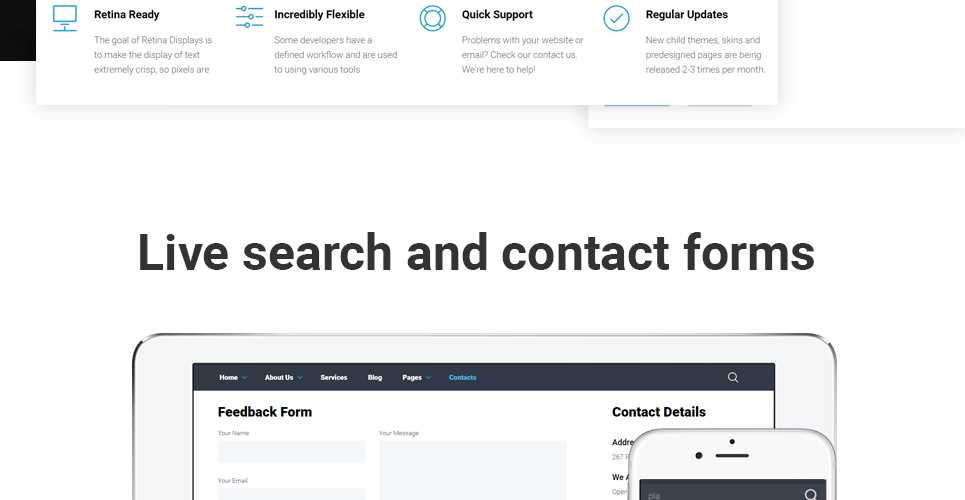 Retina Ready
The goal of Retina Displays is
to make the display of text
extremely crisp, so pixels are
Incredibly Flexible
Some developers have a
defined workflow and are used
to using various tools
Quick Support
Problems with your website or
email? Check our contact us.
We're here to help!
Regular Updates
New child themes, skins and
predesigned pages are being
released 2-3 times per month.
Live search and contact forms
Home About Us Services Blog Pages Contacts
Feedback Form
Your Name
Your Message
Your Email
Contact Details
Addre
267 P
We A
Open
pla